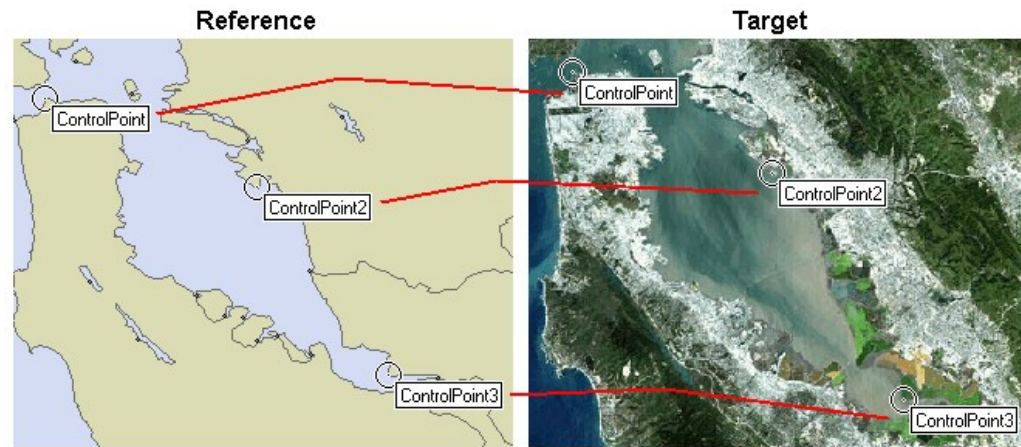 Reference
Target
ControlPoint
ControlPoint
ControlPoint2
ControlPoint2
ControlPoint3
ControlPoint3